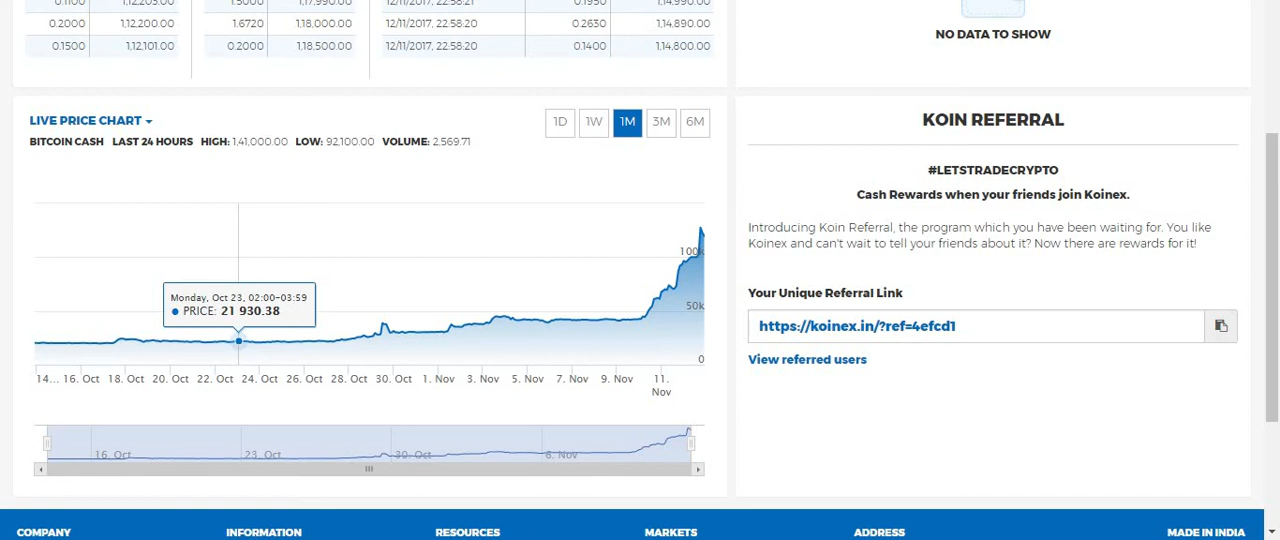 0.1100 1,12,203.00 1.5000 1,17,990.00 12/11/2017, 22:58:21 0.1950 1,14,990.00
0.2000 1,12,200.00 1.6720 1,18,000.00 12/11/2017, 22:58:20 0.2630 1,14,890.00
0.1500 1,12,101.00 0.2000 1,18,500.00 12/11/2017, 22:58:20 0.1400 1,14,800.00
NO DATA TO SHOW
LIVE PRICE CHART
1D 1W 1M 3M 6M
BITCOIN CASH LAST 24 HOURS HIGH: 1,41,000.00 LOW: 92,100.00 VOLUME: 2,569.71
100k
Monday, Oct 23, 02:00-03:59
PRICE: 21 930.38
50k
0
14... 16. Oct 18. Oct 20. Oct 22. Oct 24. Oct 26. Oct 28. Oct 30. Oct 1. Nov 3. Nov 5. Nov 7. Nov 9. Nov 11. Nov
16. Oct 23. Oct 30. Oct 6. Nov
KOIN REFERRAL
#LETSTRADECRYPTO
Cash Rewards when your friends join Koinex.
Introducing Koin Referral, the program which you have been waiting for. You like
Koinex and can't wait to tell your friends about it? Now there are rewards for it!
Your Unique Referral Link
https://koinex.in/?ref=4efcd1
View referred users
COMPANY INFORMATION RESOURCES MARKETS ADDRESS MADE IN INDIA